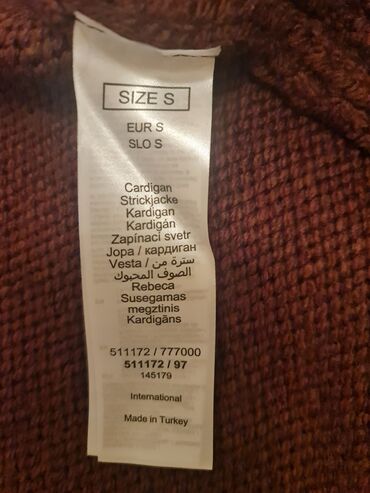 SIZE S
EUR S
SLO S
Cardigan
Strickjacke
Kardigan
Kardigán
Zapínací svetr
Jopa / кардиган
Vesta / سترة من
الصوف المحبوك
Rebeca
Susegamas
megztinis
Kardigāns
511172 / 777000
511172 / 97
145179
International
Made in Turkey